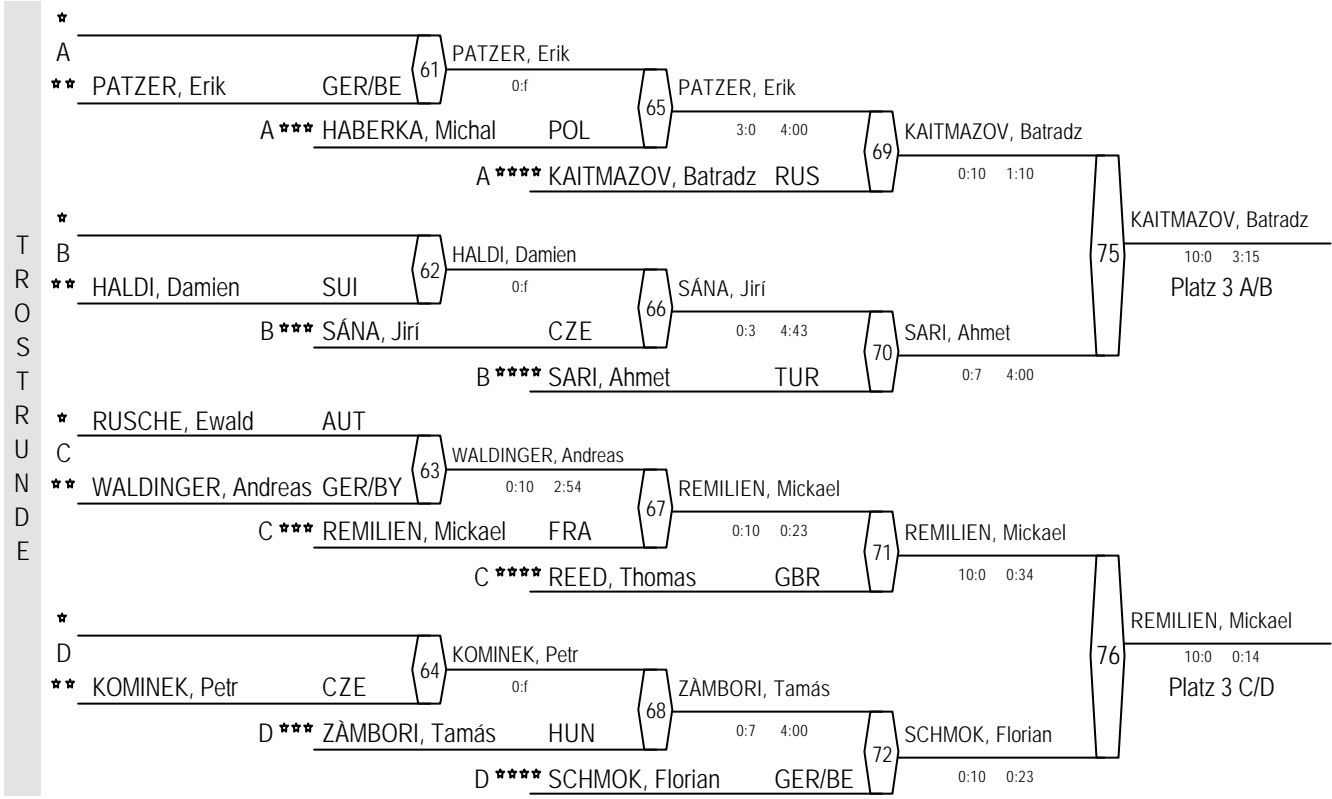 TROSTRUNDE
*
A
** PATZER, Erik GER/BE
61
PATZER, Erik
0:f
A *** HABERKA, Michal POL
65
PATZER, Erik
3:0 4:00
A **** KAITMAZOV, Batradz RUS
69
KAITMAZOV, Batradz
0:10 1:10
*
B
** HALDI, Damien SUI
62
HALDI, Damien
0:f
B *** SÁNA, Jirí CZE
66
SÁNA, Jirí
0:3 4:43
B **** SARI, Ahmet TUR
70
SARI, Ahmet
0:7 4:00
75
KAITMAZOV, Batradz
10:0 3:15
Platz 3 A/B
* RUSCHE, Ewald AUT
C
** WALDINGER, Andreas GER/BY
63
WALDINGER, Andreas
0:10 2:54
C *** REMILIEN, Mickael FRA
67
REMILIEN, Mickael
0:10 0:23
C **** REED, Thomas GBR
71
REMILIEN, Mickael
10:0 0:34
*
D
** KOMINEK, Petr CZE
64
KOMINEK, Petr
0:f
D *** ZÀMBORI, Tamás HUN
68
ZÀMBORI, Tamás
0:7 4:00
D **** SCHMOK, Florian GER/BE
72
SCHMOK, Florian
0:10 0:23
76
REMILIEN, Mickael
10:0 0:14
Platz 3 C/D